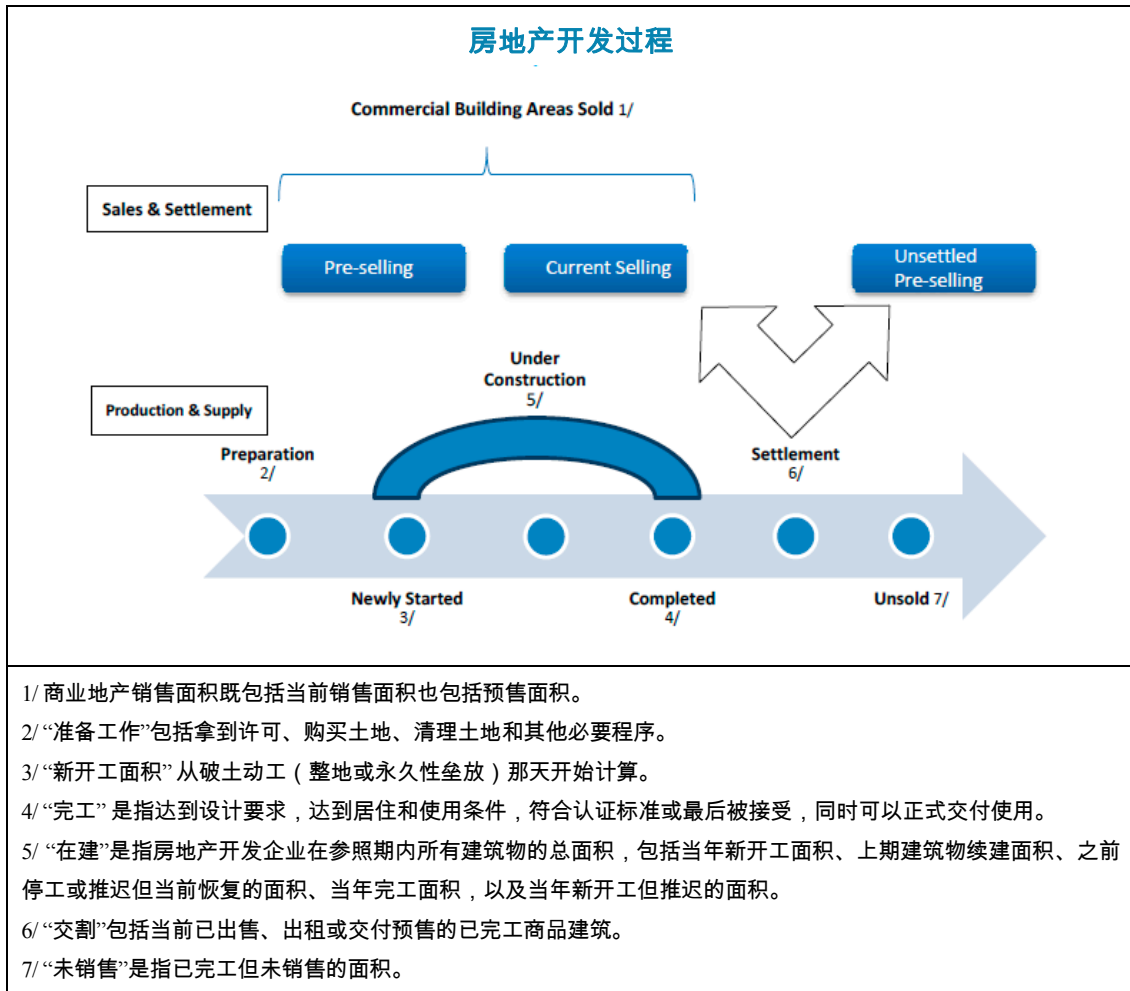 房地产开发过程
Commercial Building Areas Sold 1/
Sales & Settlement
Pre-selling
Current Selling
Unsettled
Pre-selling
Under
Construction
5/
Production & Supply
Preparation
2/
Settlement
6/
Newly Started
3/
Completed
4/
Unsold 7/
1/ 商业地产销售面积既包括当前销售面积也包括预售面积。
2/ “准备工作”包括拿到许可、购买土地、清理土地和其他必要程序。
3/ “新开工面积” 从破土动工（整地或永久性垒放）那天开始计算。
4/ “完工” 是指达到设计要求，达到居住和使用条件，符合认证标准或最后被接受，同时可以正式交付使用。
5/ “在建”是指房地产开发企业在参照期内所有建筑物的总面积，包括当年新开工面积、上期建筑物续建面积、之前
停工或推迟但当前恢复的面积、当年完工面积，以及当年新开工但推迟的面积。
6/ “交割”包括当前已出售、出租或交付预售的已完工商品建筑。
7/ “未销售”是指已完工但未销售的面积。